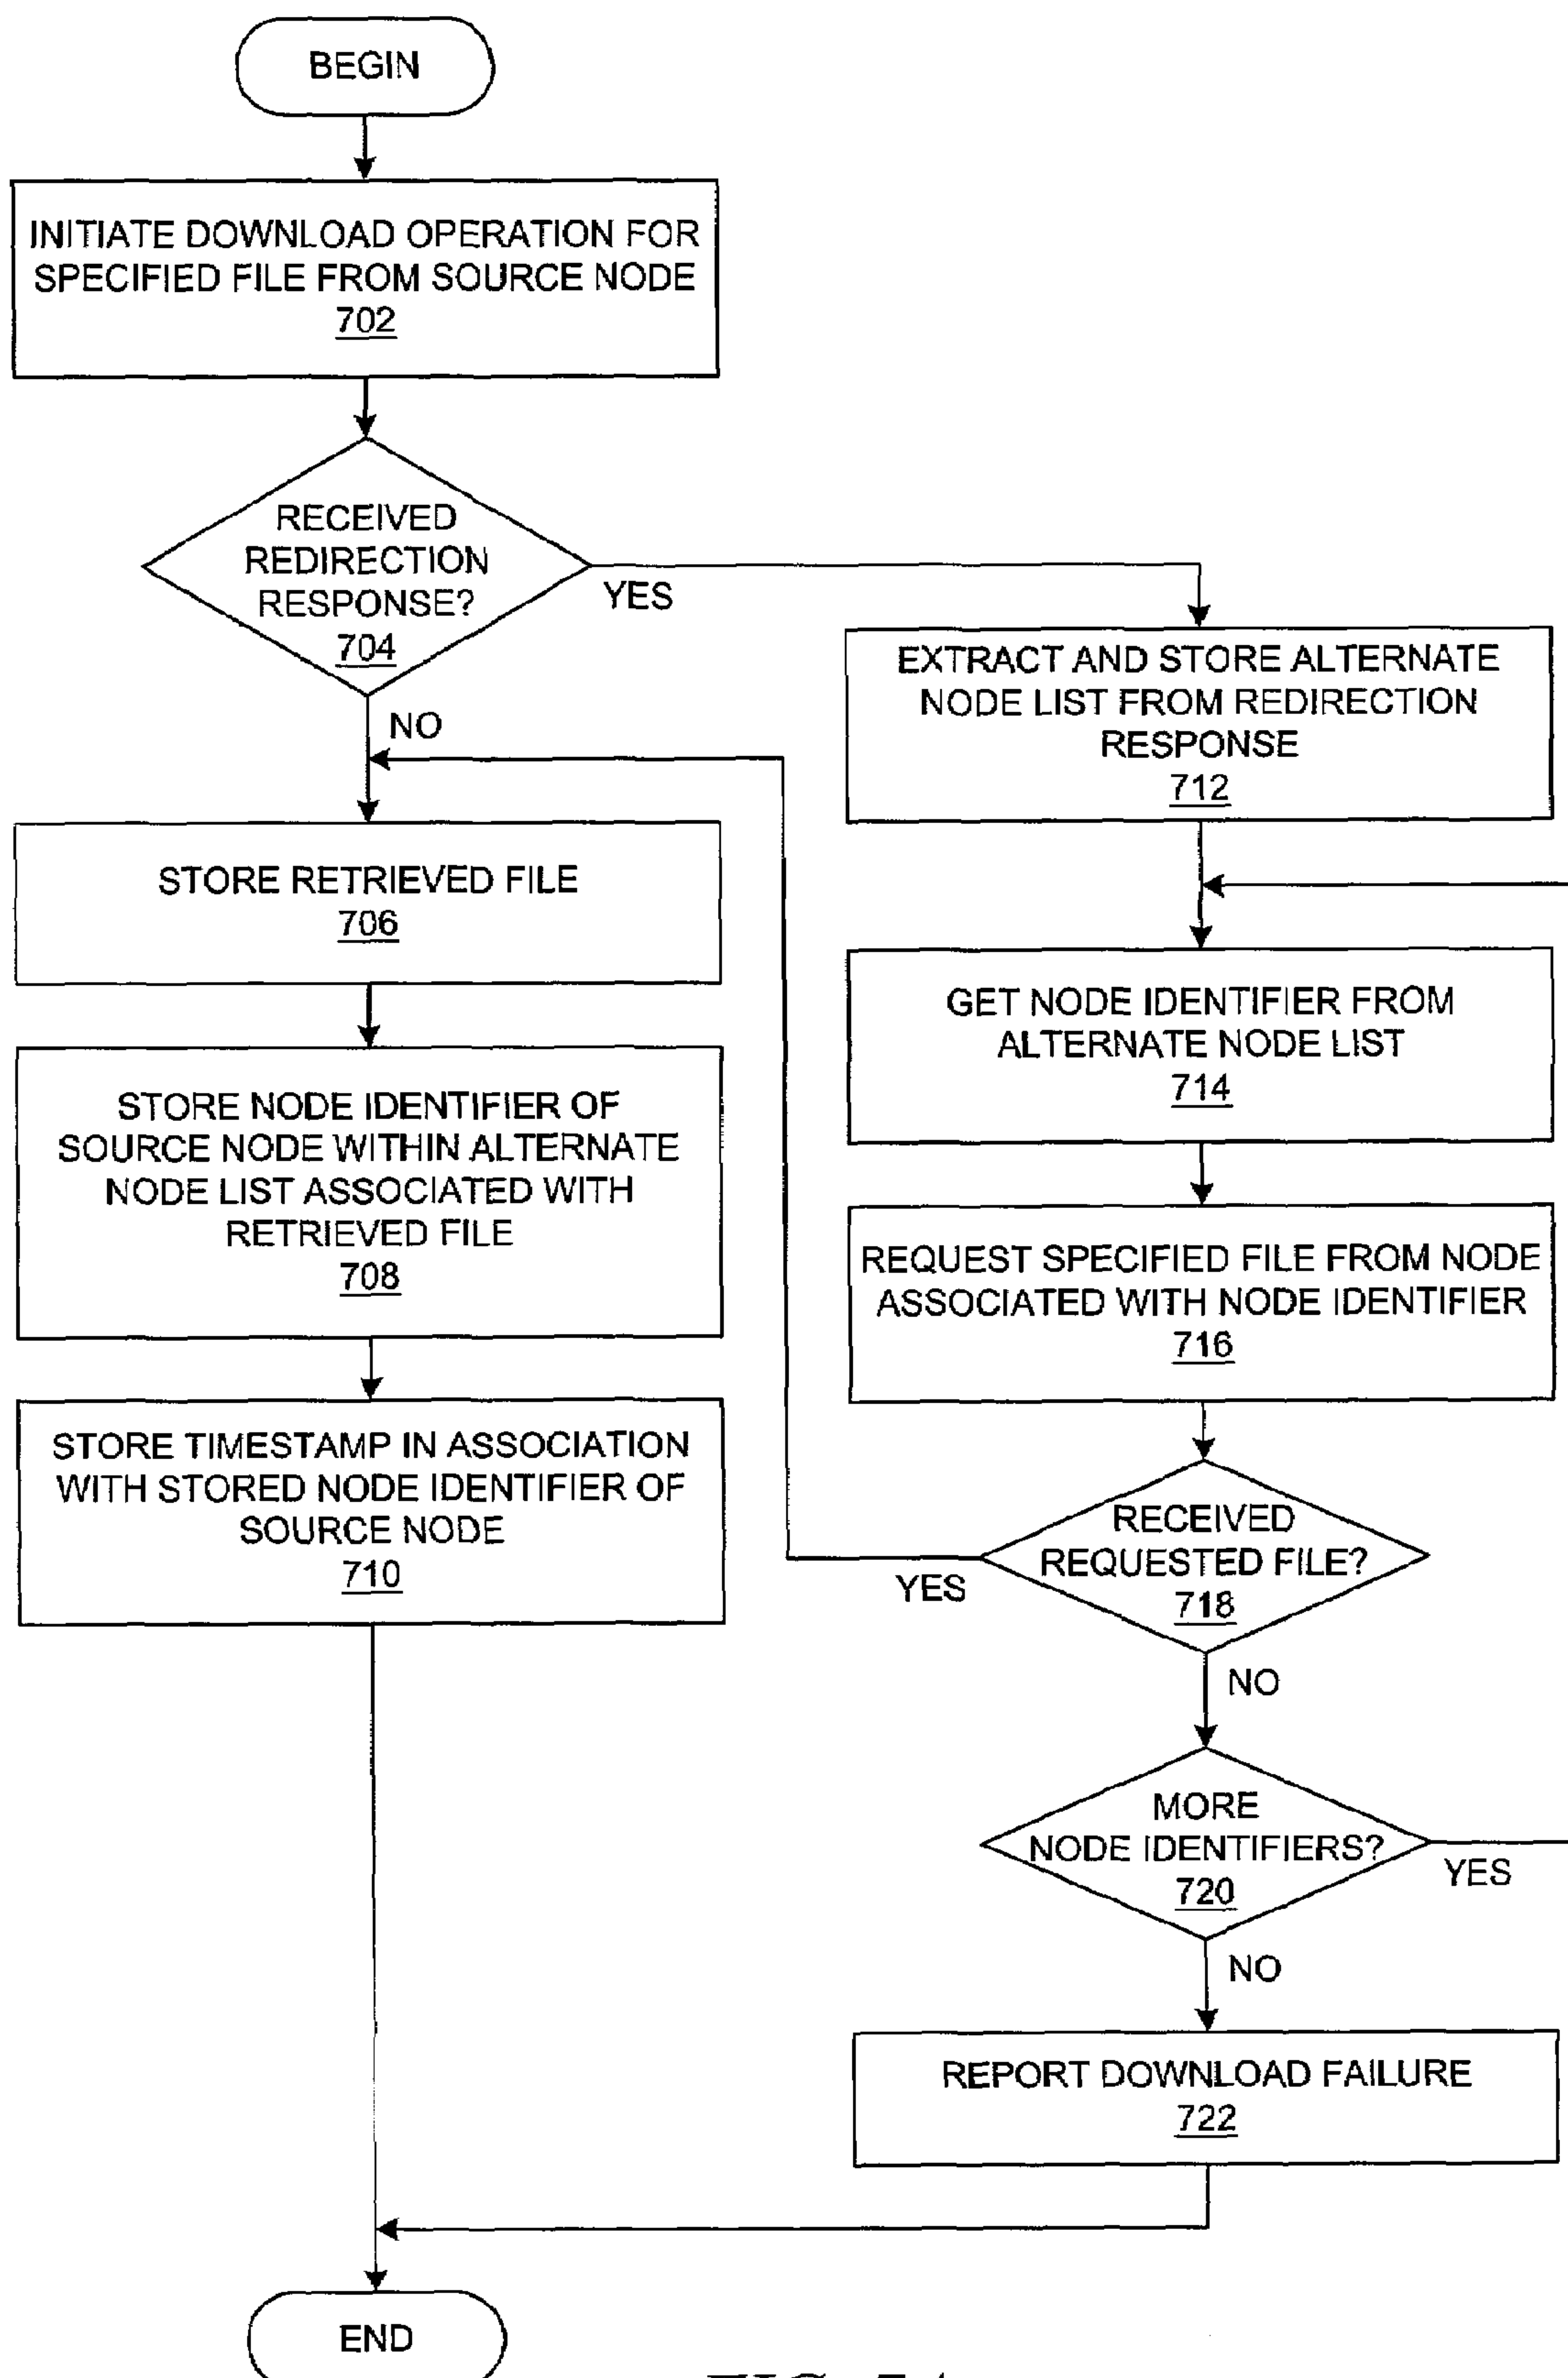 BEGIN
INITIATE DOWNLOAD OPERATION FOR
SPECIFIED FILE FROM SOURCE NODE
702
RECEIVED
REDIRECTION
RESPONSE?
704
YES
NO
STORE RETRIEVED FILE
706
STORE NODE IDENTIFIER OF
SOURCE NODE WITHIN ALTERNATE
NODE LIST ASSOCIATED WITH
RETRIEVED FILE
708
STORE TIMESTAMP IN ASSOCIATION
WITH STORED NODE IDENTIFIER OF
SOURCE NODE
710
EXTRACT AND STORE ALTERNATE
NODE LIST FROM REDIRECTION
RESPONSE
712
GET NODE IDENTIFIER FROM
ALTERNATE NODE LIST
714
REQUEST SPECIFIED FILE FROM NODE
ASSOCIATED WITH NODE IDENTIFIER
716
RECEIVED
REQUESTED FILE?
718
YES
NO
MORE
NODE IDENTIFIERS?
720
YES
NO
REPORT DOWNLOAD FAILURE
722
END